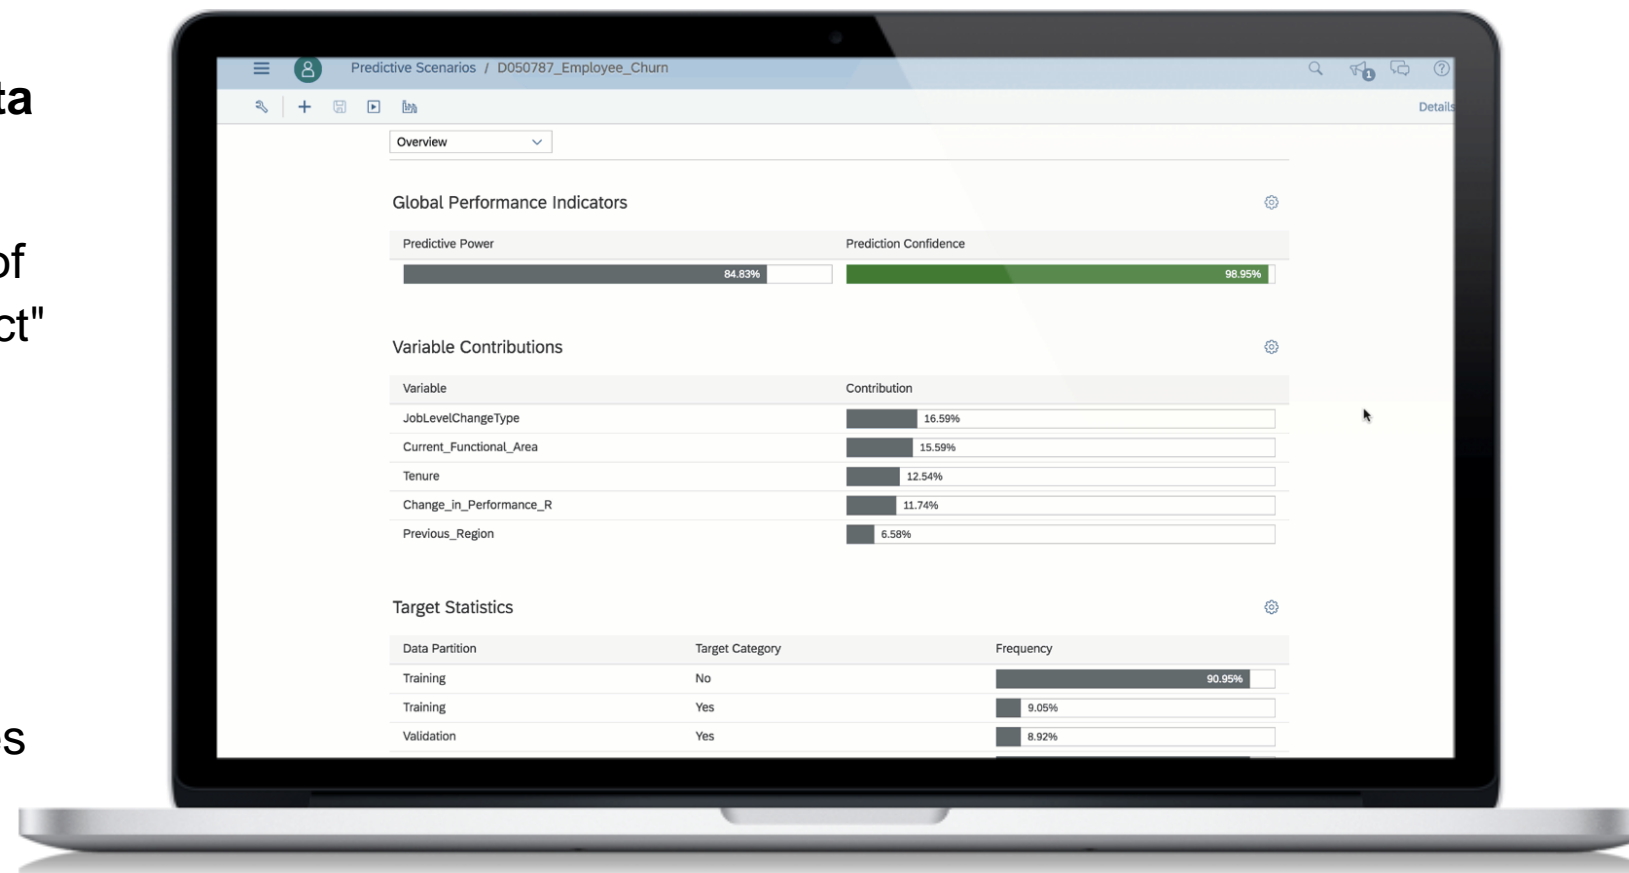 ta
of
ct"
es
Predictive Scenarios / D050787_Employee_Churn
1
Details
Overview
Global Performance Indicators
Predictive Power Prediction Confidence
84.83% 98.95%
Variable Contributions
Variable Contribution
JobLevelChangeType 16.59%
Current_Functional_Area 15.59%
Tenure 12.54%
Change_in_Performance_R 11.74%
Previous_Region 6.58%
Target Statistics
Data Partition Target Category Frequency
Training No 90.95%
Training Yes 9.05%
Validation Yes 8.92%